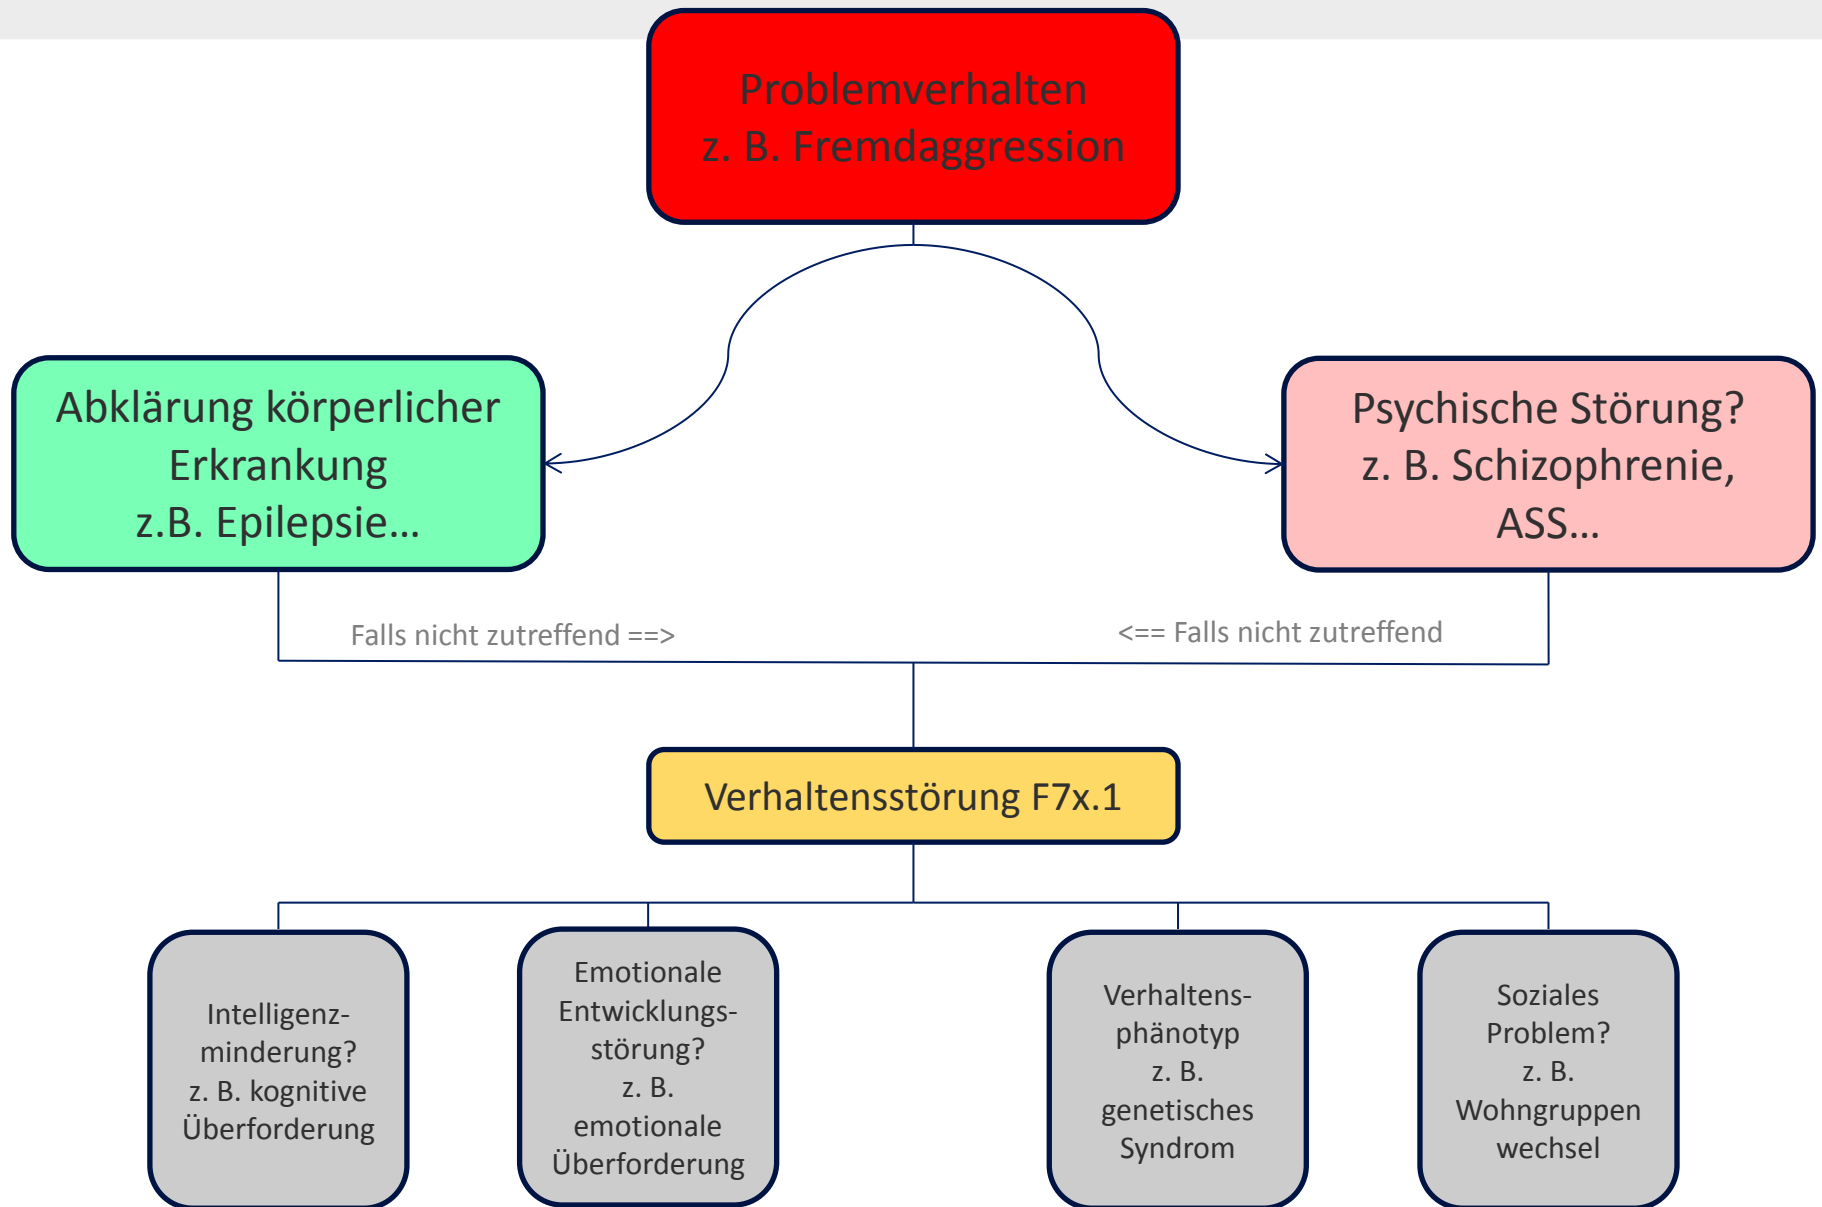 Problemverhalten
z. B. Fremdaggression
Abklärung körperlicher
Erkrankung
z.B. Epilepsie...
Psychische Störung?
z. B. Schizophrenie,
ASS...
Falls nicht zutreffend ==>
<== Falls nicht zutreffend
Verhaltensstörung F7x.1
Intelligenz-
minderung?
z. B. kognitive
Überforderung
Emotionale
Entwicklungs-
störung?
z. B.
emotionale
Überforderung
Verhaltens-
phänotyp
z. B.
genetisches
Syndrom
Soziales
Problem?
z. B.
Wohngruppen
wechsel